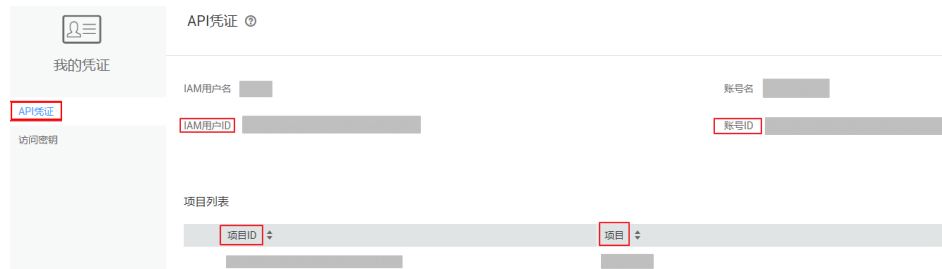 API凭证
我的凭证
API凭证
访问密钥
IAM用户名
账号名
IAM用户ID
账号ID
项目列表
项目ID
项目